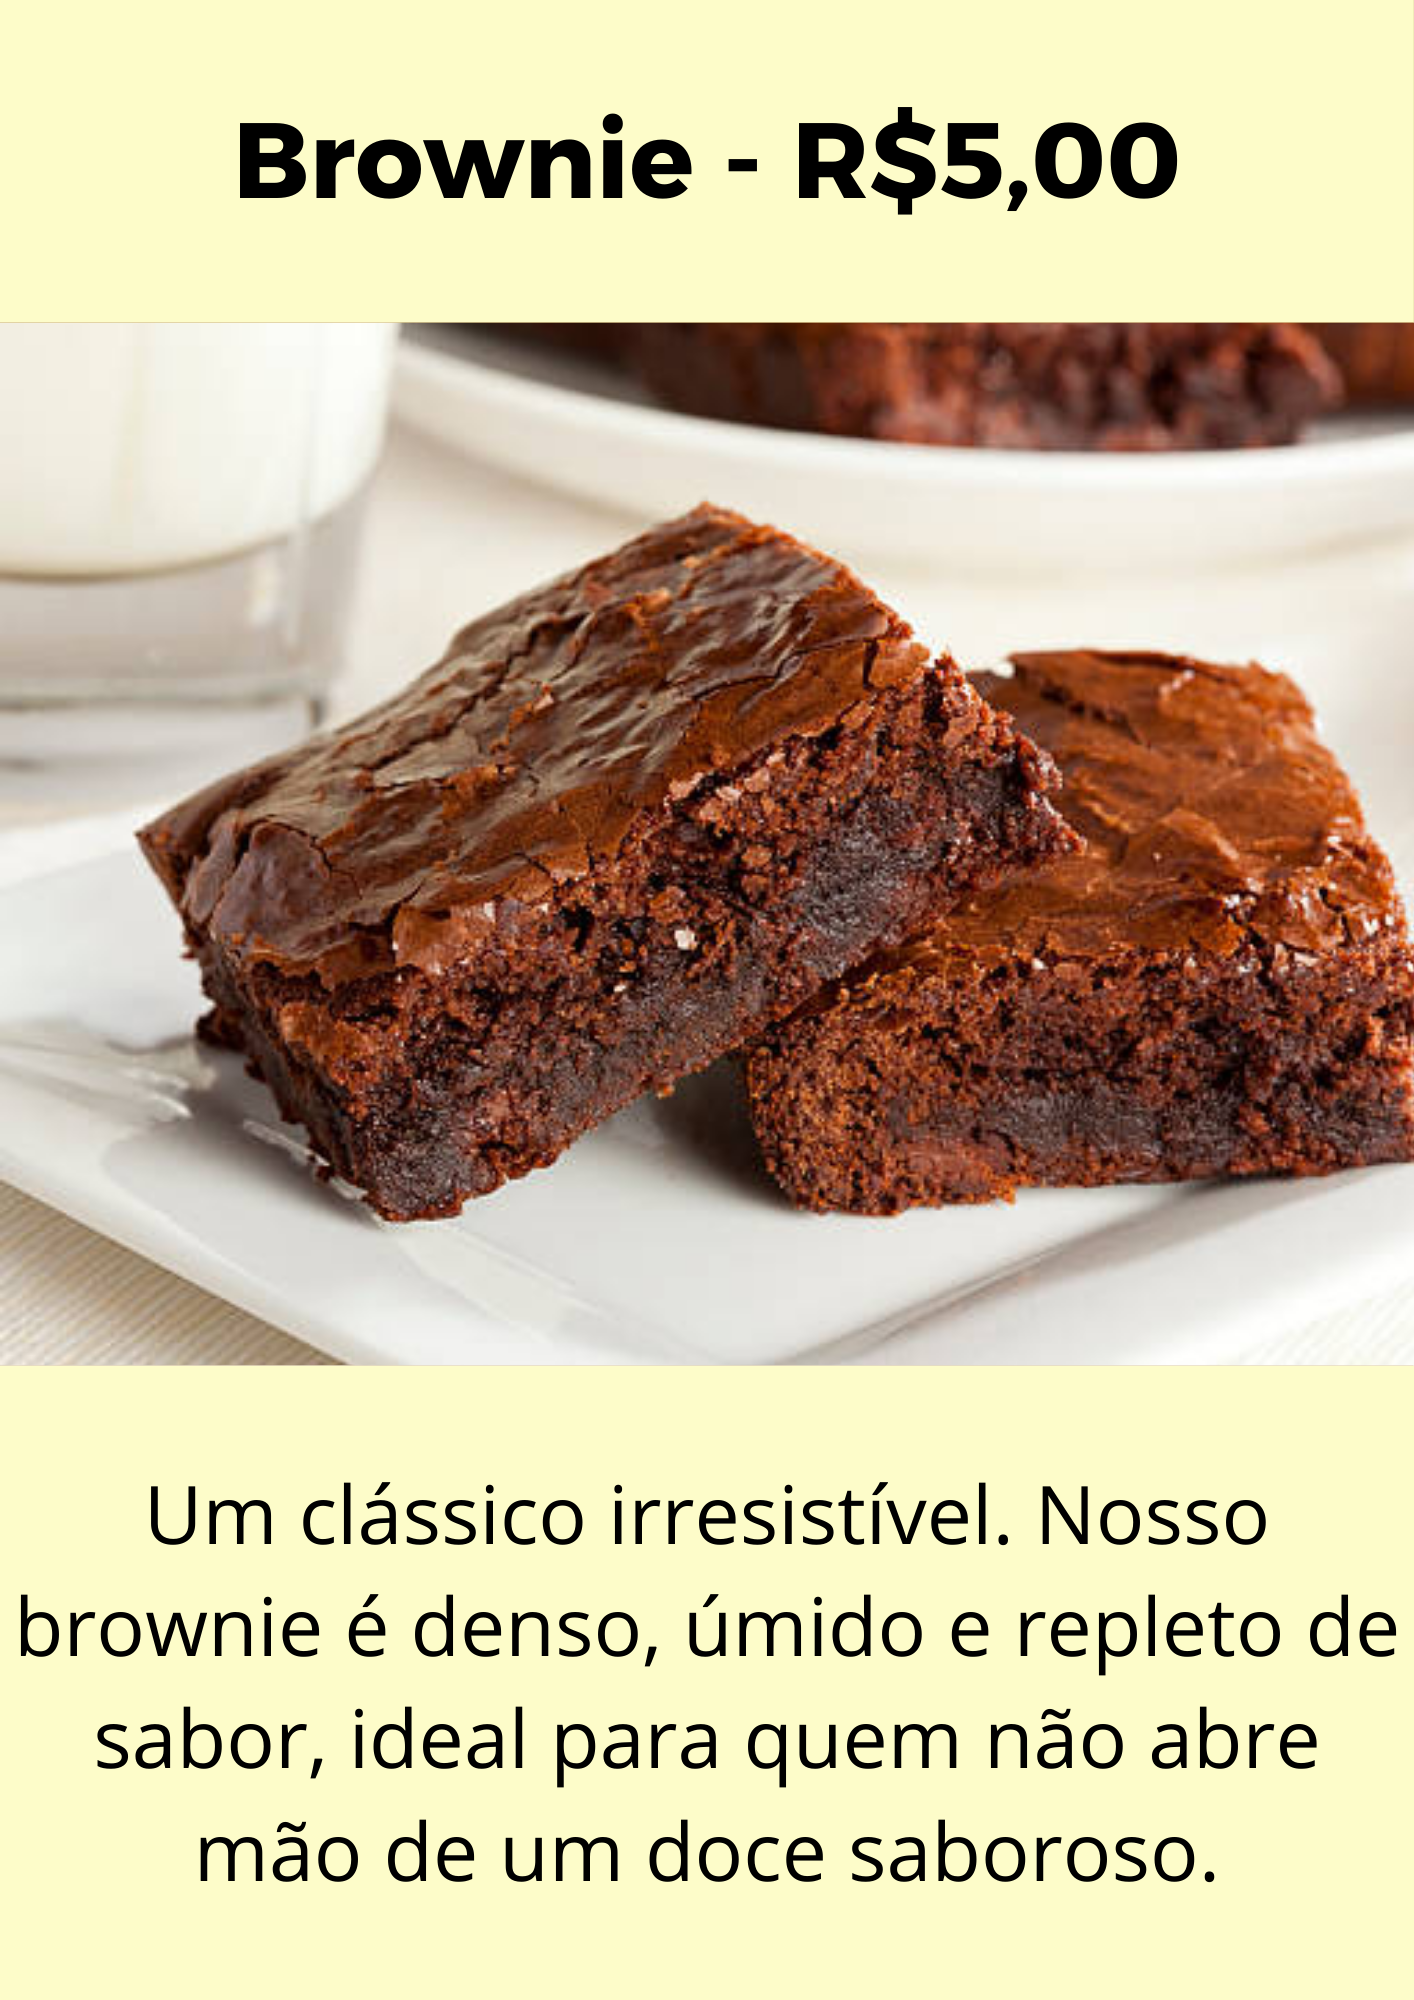 Brownie - R$5,00
Um clássico irresistível. Nosso
brownie é denso, úmido e repleto de
sabor, ideal para quem não abre
mão de um doce saboroso.